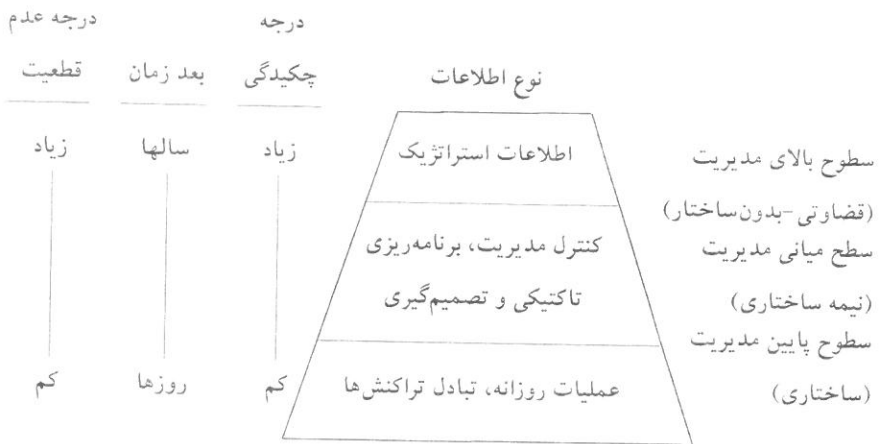 درجه عدم
درجه
قطعیت
بعد زمان
چکیدگی
نوع اطلاعات
زیاد
سالها
زیاد
اطلاعات استراتژیک
سطوح بالای مدیریت
(قضاوتی-بدون‌ساختار)
کنترل مدیریت، برنامه‌ریزی
سطح میانی مدیریت
تاکتیکی و تصمیم‌گیری
(نیمه ساختاری)
سطوح پایین مدیریت
کم
روزها
کم
عملیات روزانه، تبادل تراکنش‌ها
(ساختاری)